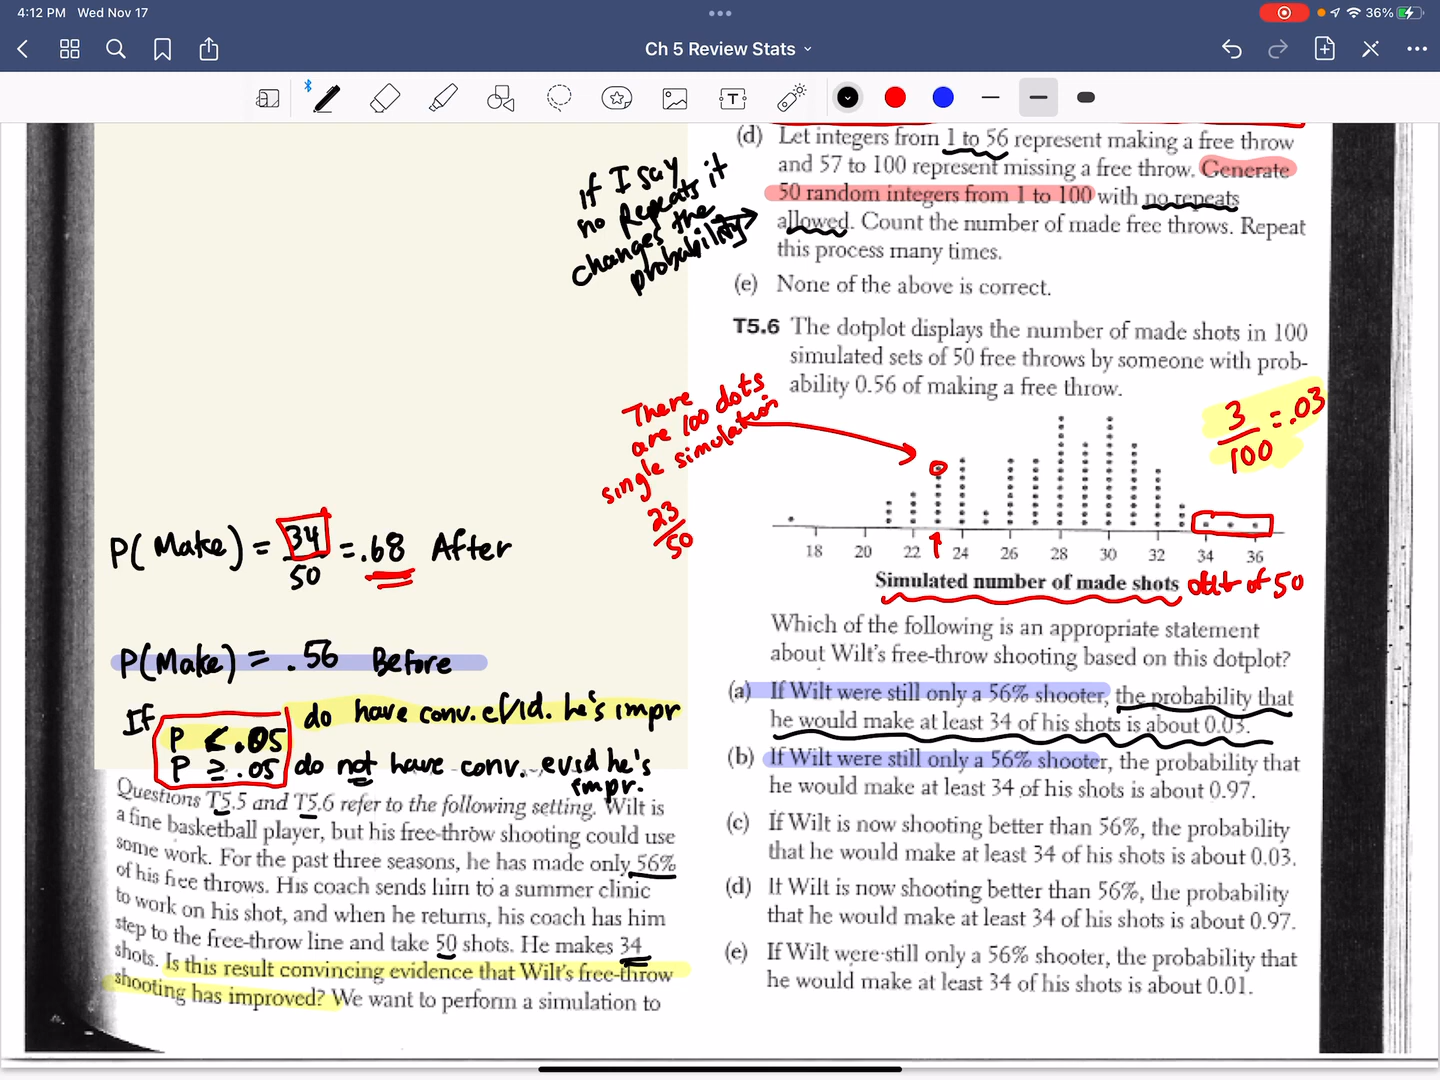 4:12 PM Wed Nov 17
36%
Ch 5 Review Stats
if I say
no Repeats it
changes the
probability
(d) Let integers from 1 to 56 represent making a free throw
and 57 to 100 represent missing a free throw. Generate
50 random integers from 1 to 100 with no repeats
allowed. Count the number of made free throws. Repeat
this process many times.
(e) None of the above is correct.
T5.6 The dotplot displays the number of made shots in 100
simulated sets of 50 free throws by someone with prob-
ability 0.56 of making a free throw.
There
are 100 dots
single simulation
23
50
3
100
= .03
18 20 22 24 26 28 30 32 34 36
Simulated number of made shots out of 50
P(Make) = 34/50 = .68 After
P(Make) = .56 Before
If P < .05 do have conv. evid. he's impr
P ≥ .05 do not have conv. evid he's
impr.
Questions T5.5 and T5.6 refer to the following setting. Wilt is
a fine basketball player, but his free-throw shooting could use
some work. For the past three seasons, he has made only 56%
of his free throws. His coach sends him to a summer clinic
to work on his shot, and when he returns, his coach has him
step to the free-throw line and take 50 shots. He makes 34
shots. Is this result convincing evidence that Wilt's free-throw
shooting has improved? We want to perform a simulation to
Which of the following is an appropriate statement
about Wilt's free-throw shooting based on this dotplot?
(a) If Wilt were still only a 56% shooter, the probability that
he would make at least 34 of his shots is about 0.03.
(b) If Wilt were still only a 56% shooter, the probability that
he would make at least 34 of his shots is about 0.97.
(c) If Wilt is now shooting better than 56%, the probability
that he would make at least 34 of his shots is about 0.03.
(d) If Wilt is now shooting better than 56%, the probability
that he would make at least 34 of his shots is about 0.97.
(e) If Wilt were still only a 56% shooter, the probability that
he would make at least 34 of his shots is about 0.01.